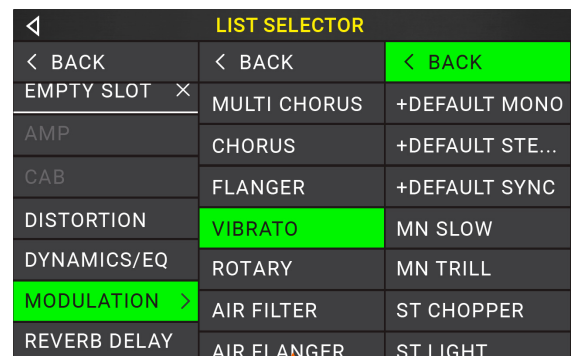 LIST SELECTOR
< BACK
EMPTY SLOT ×
AMP
CAB
DISTORTION
DYNAMICS/EQ
MODULATION >
REVERB DELAY
< BACK
MULTI CHORUS
CHORUS
FLANGER
VIBRATO
ROTARY
AIR FILTER
AIR FLANGER
< BACK
+DEFAULT MONO
+DEFAULT STE...
+DEFAULT SYNC
MN SLOW
MN TRILL
ST CHOPPER
ST LIGHT